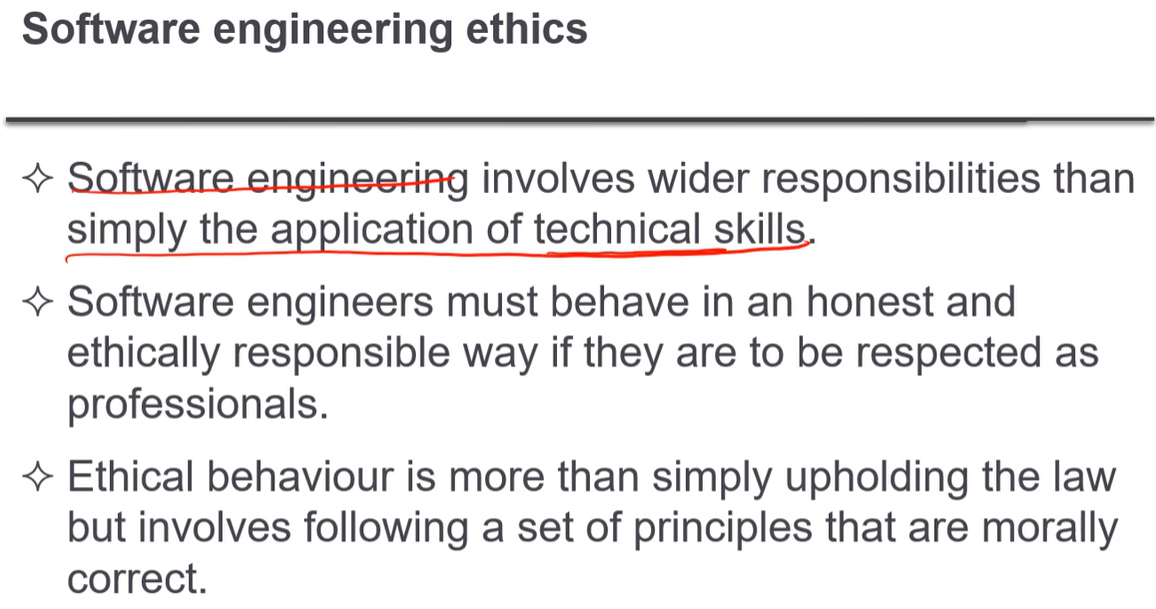 Software engineering ethics
✧ Software engineering involves wider responsibilities than
simply the application of technical skills.
✧ Software engineers must behave in an honest and
ethically responsible way if they are to be respected as
professionals.
✧ Ethical behaviour is more than simply upholding the law
but involves following a set of principles that are morally
correct.